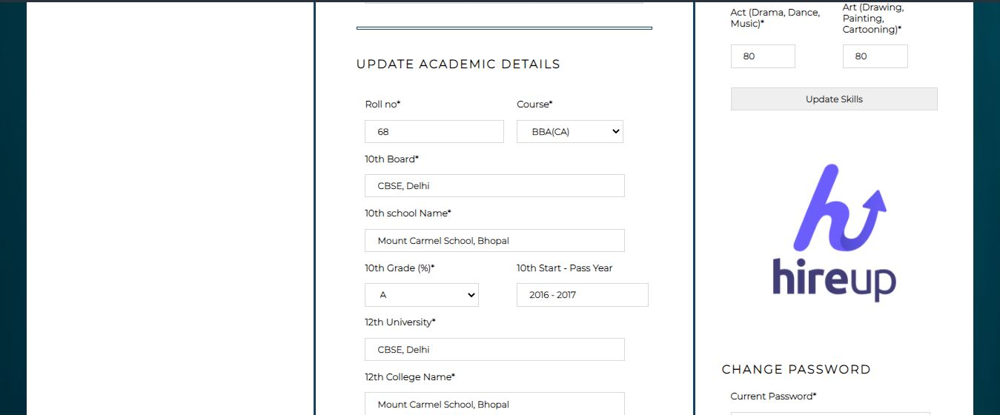 UPDATE ACADEMIC DETAILS
Roll no*
Course*
68
BBA(CA)
10th Board*
CBSE, Delhi
10th school Name*
Mount Carmel School, Bhopal
10th Grade (%)*
10th Start - Pass Year
A
2016 - 2017
12th University*
CBSE, Delhi
12th College Name*
Mount Carmel School, Bhopal
Act (Drama, Dance,
Music)*
Art (Drawing,
Painting,
Cartooning)*
80
80
Update Skills
hireup
CHANGE PASSWORD
Current Password*